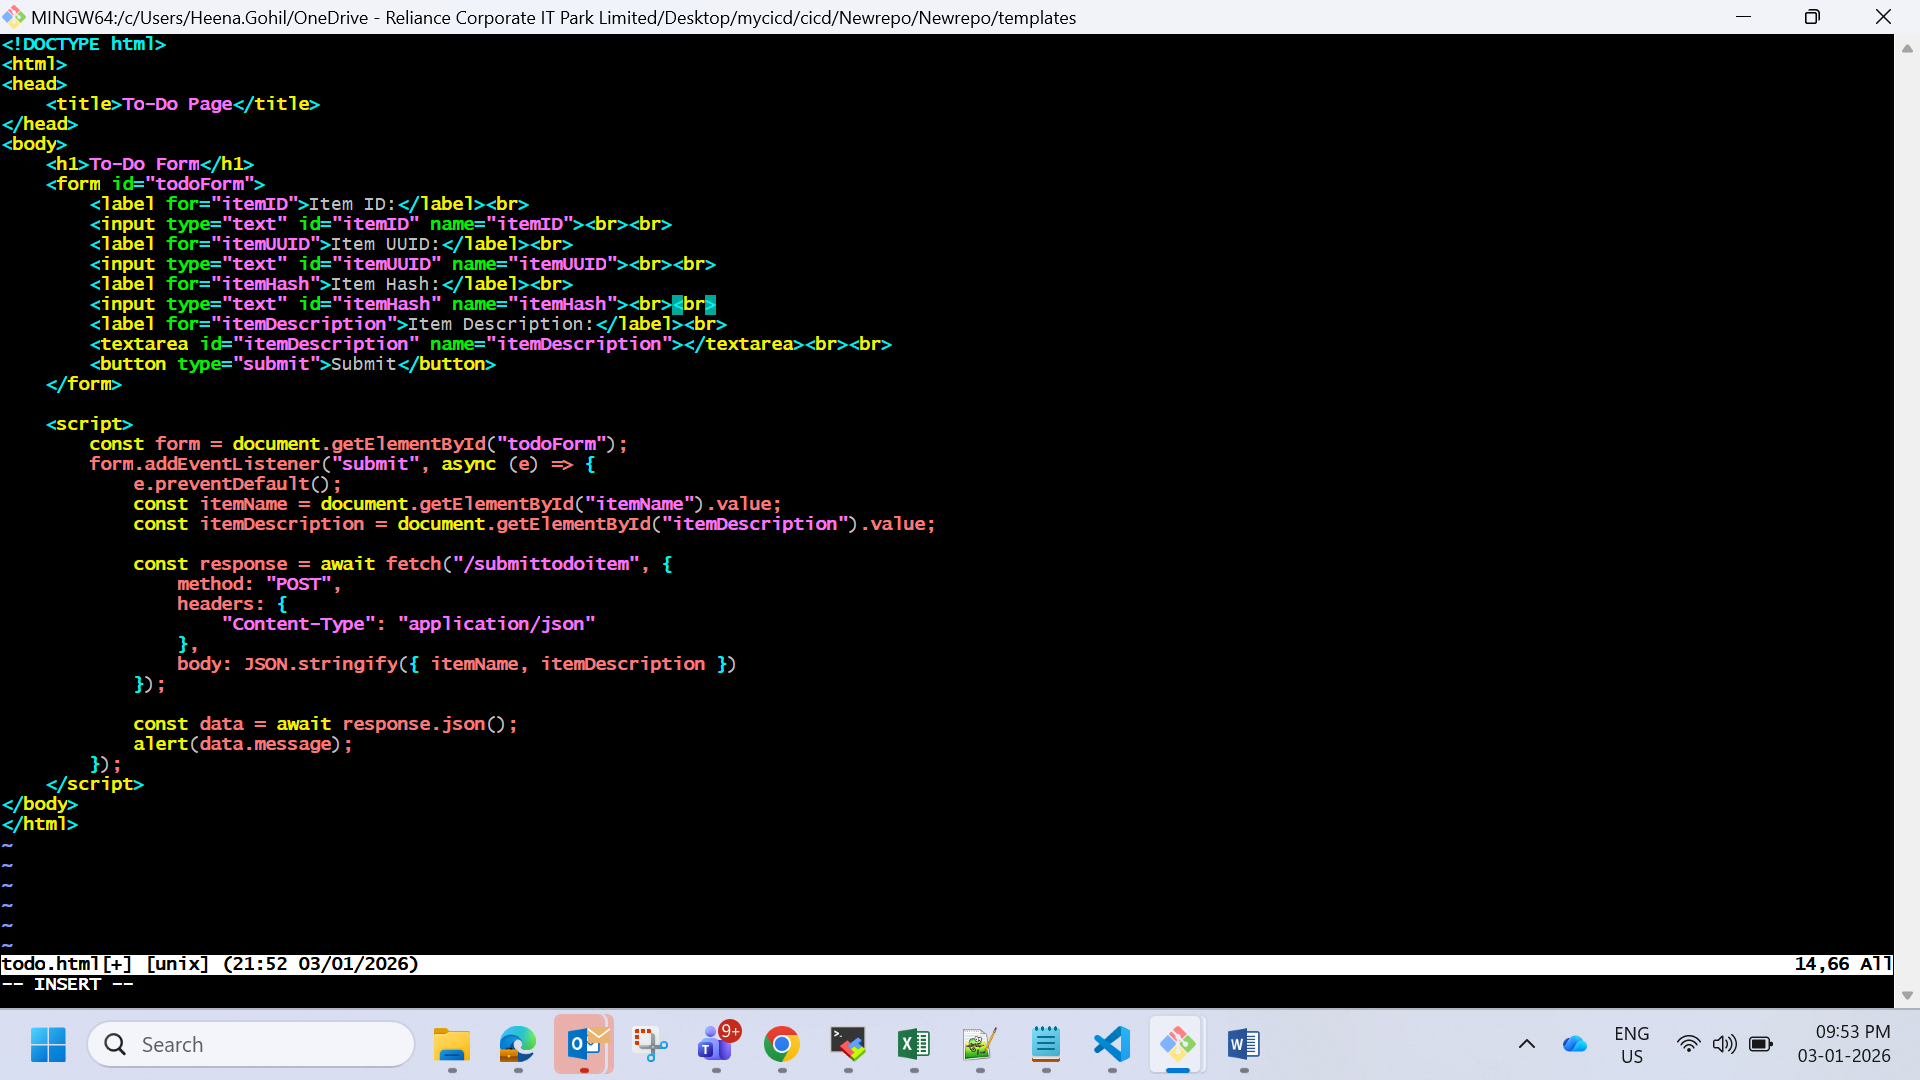 MINGW64:/c/Users/Heena.Gohil/OneDrive - Reliance Corporate IT Park Limited/Desktop/mycicd/cicd/Newrepo/Newrepo/templates
<!DOCTYPE html>
<html>
<head>
    <title>To-Do Page</title>
</head>
<body>
    <h1>To-Do Form</h1>
    <form id="todoForm">
        <label for="itemID">Item ID:</label><br>
        <input type="text" id="itemID" name="itemID"><br><br>
        <label for="itemUUID">Item UUID:</label><br>
        <input type="text" id="itemUUID" name="itemUUID"><br><br>
        <label for="itemHash">Item Hash:</label><br>
        <input type="text" id="itemHash" name="itemHash"><br><br>
        <label for="itemDescription">Item Description:</label><br>
        <textarea id="itemDescription" name="itemDescription"></textarea><br><br>
        <button type="submit">Submit</button>
    </form>

    <script>
        const form = document.getElementById("todoForm");
        form.addEventListener("submit", async (e) => {
            e.preventDefault();
            const itemName = document.getElementById("itemName").value;
            const itemDescription = document.getElementById("itemDescription").value;

            const response = await fetch("/submittodoitem", {
                method: "POST",
                headers: {
                    "Content-Type": "application/json"
                },
                body: JSON.stringify({ itemName, itemDescription })
            });

            const data = await response.json();
            alert(data.message);
        });
    </script>
</body>
</html>
~
~
~
~
~
~
todo.html[+] [unix] (21:52 03/01/2026) 14,66 All
-- INSERT --
Search
9+
ENG
US
09:53 PM
03-01-2026